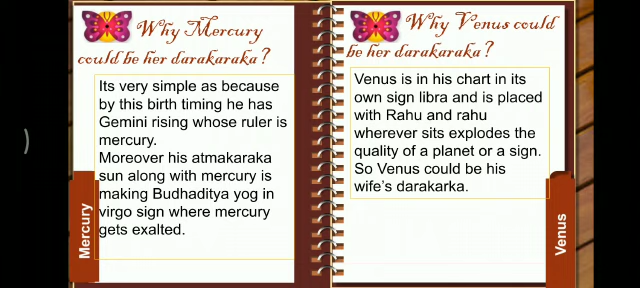 Why Mercury
could be her darakaraka?
Its very simple as because
by this birth timing he has
Gemini rising whose ruler is
mercury.
Moreover his atmakaraka
sun along with mercury is
making Budhaditya yog in
virgo sign where mercury
gets exalted.
Mercury
Why Venus could
be her darakaraka?
Venus is in his chart in its
own sign libra and is placed
with Rahu and rahu
wherever sits explodes the
quality of a planet or a sign.
So Venus could be his
wife's darakarka.
Venus